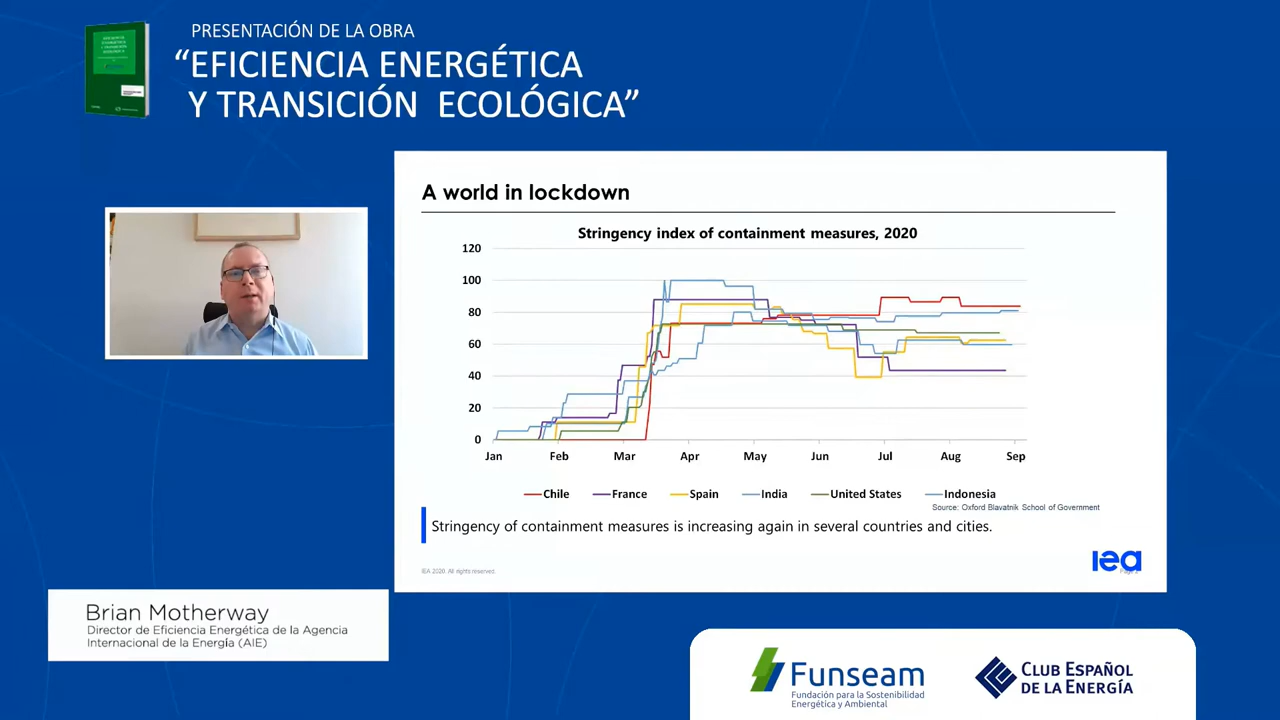 PRESENTACIÓN DE LA OBRA
“EFICIENCIA ENERGÉTICA
Y TRANSICIÓN ECOLÓGICA”
A world in lockdown
Stringency index of containment measures, 2020
120
100
80
60
40
20
0
Jan Feb Mar Apr May Jun Jul Aug Sep
Chile France Spain India United States Indonesia
Source: Oxford Blavatnik School of Government
Stringency of containment measures is increasing again in several countries and cities.
iea
IEA 2020. All rights reserved.
Brian Motherway
Director de Eficiencia Energética de la Agencia
Internacional de la Energía (AIE)
Funseam
Fundación para la Sostenibilidad
Energética y Ambiental
CLUB ESPAÑOL
DE LA ENERGÍA